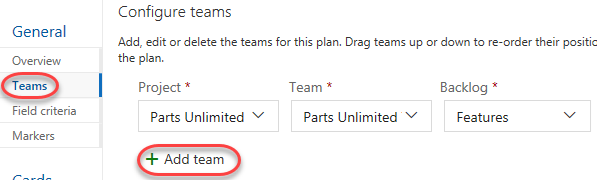 General
Overview
Teams
Field criteria
Markers
Cards
Configure teams
Add, edit or delete the teams for this plan. Drag teams up or down to re-order their positio
the plan.
Project * Team * Backlog *
Parts Unlimited Parts Unlimited Features
+ Add team